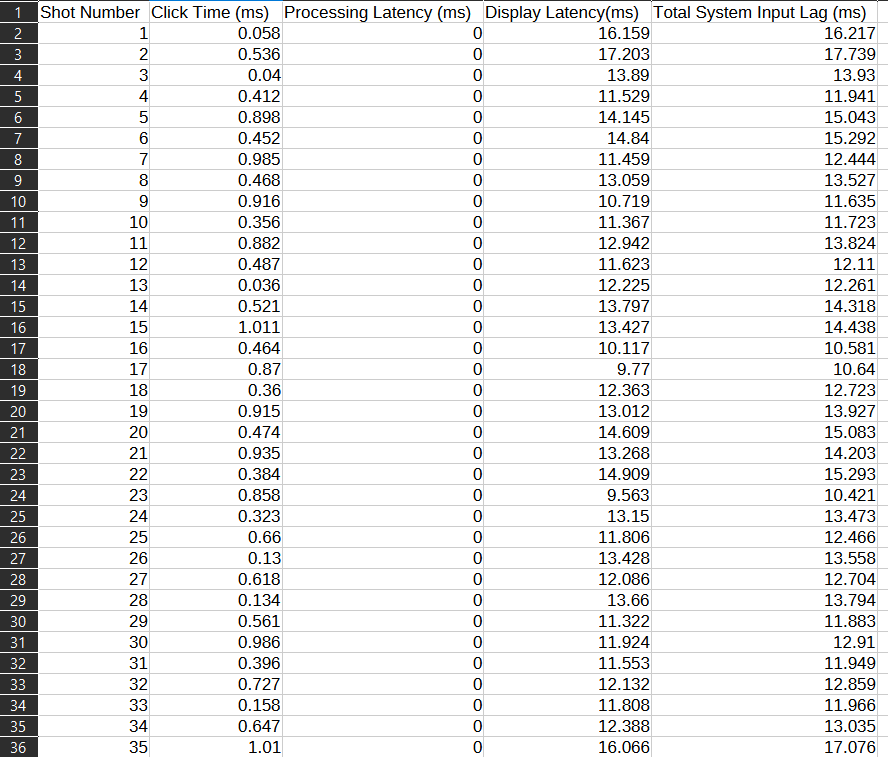 1 Shot Number Click Time (ms) Processing Latency (ms) Display Latency(ms) Total System Input Lag (ms)
2 1 0.058 0 16.159 16.217
3 2 0.536 0 17.203 17.739
4 3 0.04 0 13.89 13.93
5 4 0.412 0 11.529 11.941
6 5 0.898 0 14.145 15.043
7 6 0.452 0 14.84 15.292
8 7 0.985 0 11.459 12.444
9 8 0.468 0 13.059 13.527
10 9 0.916 0 10.719 11.635
11 10 0.356 0 11.367 11.723
12 11 0.882 0 12.942 13.824
13 12 0.487 0 11.623 12.11
14 13 0.036 0 12.225 12.261
15 14 0.521 0 13.797 14.318
16 15 1.011 0 13.427 14.438
17 16 0.464 0 10.117 10.581
18 17 0.87 0 9.77 10.64
19 18 0.36 0 12.363 12.723
20 19 0.915 0 13.012 13.927
21 20 0.474 0 14.609 15.083
22 21 0.935 0 13.268 14.203
23 22 0.384 0 14.909 15.293
24 23 0.858 0 9.563 10.421
25 24 0.323 0 13.15 13.473
26 25 0.66 0 11.806 12.466
27 26 0.13 0 13.428 13.558
28 27 0.618 0 12.086 12.704
29 28 0.134 0 13.66 13.794
30 29 0.561 0 11.322 11.883
31 30 0.986 0 11.924 12.91
32 31 0.396 0 11.553 11.949
33 32 0.727 0 12.132 12.859
34 33 0.158 0 11.808 11.966
35 34 0.647 0 12.388 13.035
36 35 1.01 0 16.066 17.076